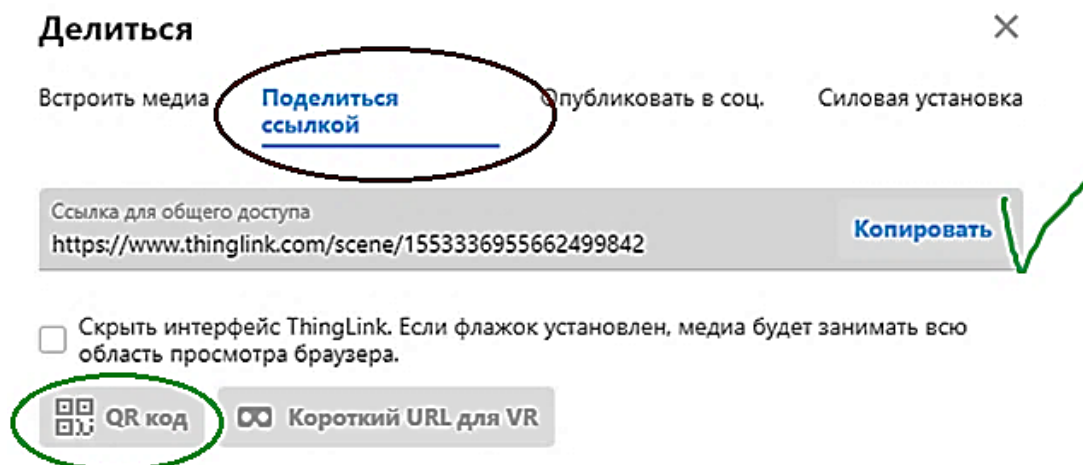 Делиться
Встроить медиа
Поделиться
ссылкой
Опубликовать в соц.
Силовая установка
Ссылка для общего доступа
https://www.thinglink.com/scene/1553336955662499842
Копировать
Скрыть интерфейс ThingLink. Если флажок установлен, медиа будет занимать всю
область просмотра браузера.
QR код
Короткий URL для VR